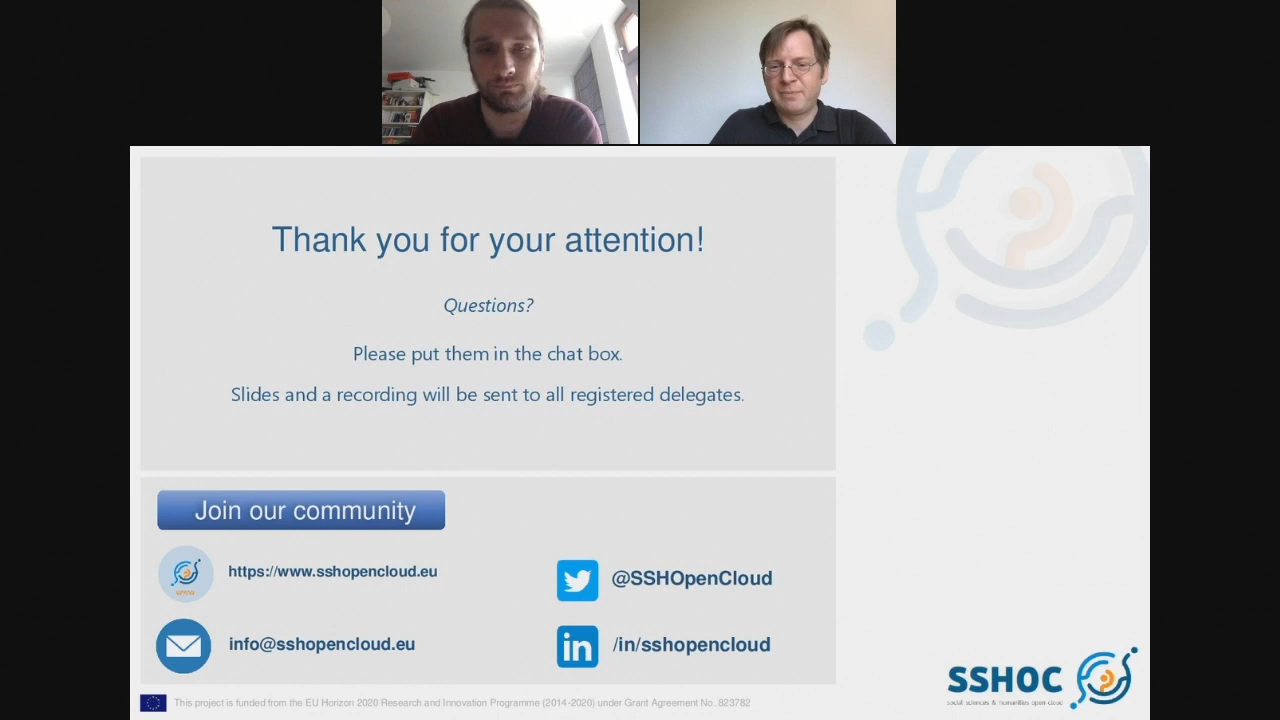 Thank you for your attention!
Questions?
Please put them in the chat box.
Slides and a recording will be sent to all registered delegates.
Join our community
https://www.sshopencloud.eu
@SSHOpenCloud
info@sshopencloud.eu
/in/sshopencloud
SSHOC
social sciences & humanities open cloud
This project is funded from the EU Horizon 2020 Research and Innovation Programme (2014-2020) under Grant Agreement No. 823782